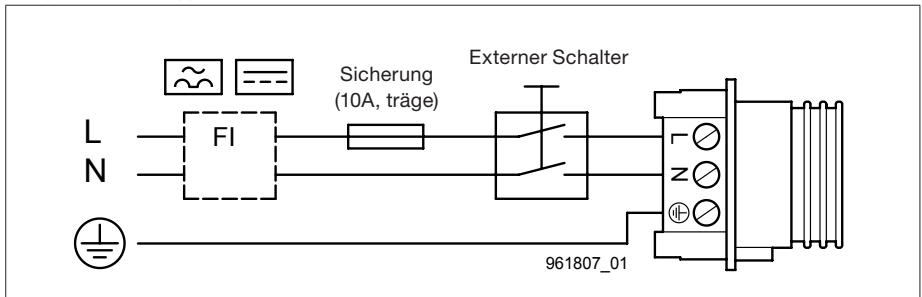 Externer Schalter
Sicherung
(10A, träge)
L
FI
L
N
N
961807_01